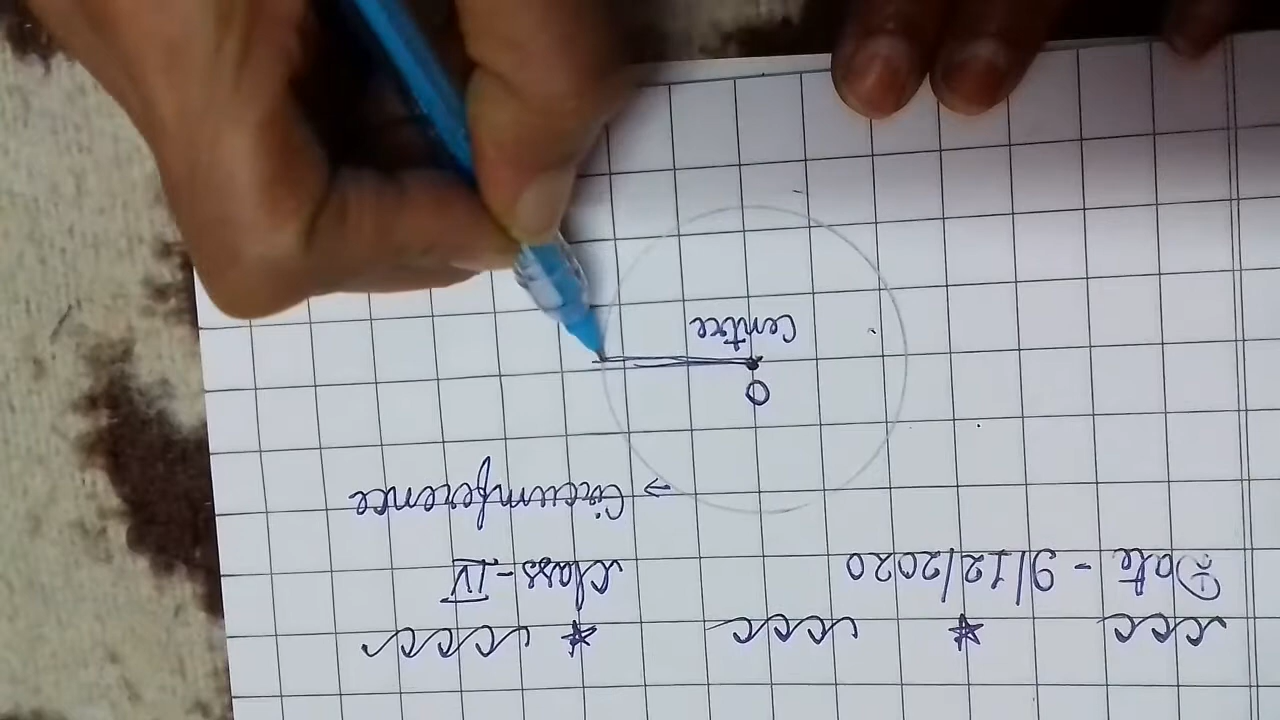 Date - 9/12/2020 Class - IV
→ Circumference
O
Centre